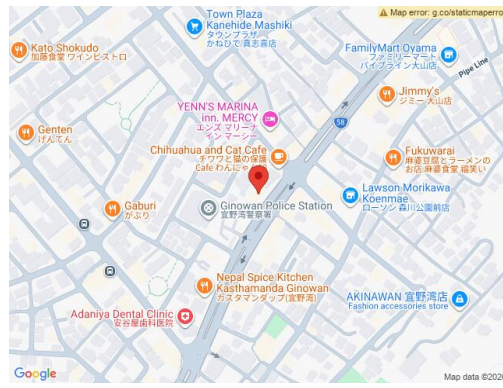 Town Plaza
Kanehide Mashiki
タウンプラザ
かねひで/真志喜店
Map error: g.co/staticmaperro
Kato Shokudo
加藤食堂 ワインビストロ
FamilyMart Oyama
ファミリーマート
パイプライン大山店
Pipe Line
YENN'S MARINA
inn. MERCY
エンズ マリーナ
イン マーシー
Jimmy's
ジミー 大山店
58
Genten
げんてん
Chihuahua and Cat Cafe
チワワと猫の保護
Cafe わんにゃ
Fukuwarai
麻婆豆腐とラーメンの
お店 麻婆食堂 福笑い
Lawson Morikawa
Koenmae
ローソン 森川公園前店
Gaburi
がぶり
Ginowan Police Station
宜野湾警察署
Nepal Spice Kitchen
Kasthamanda Ginowan
カスタマンダップ(宜野湾)
AKINAWAN 宜野湾店
Fashion accessories store
Adaniya Dental Clinic
安谷屋歯科医院
Google
Map data ©202